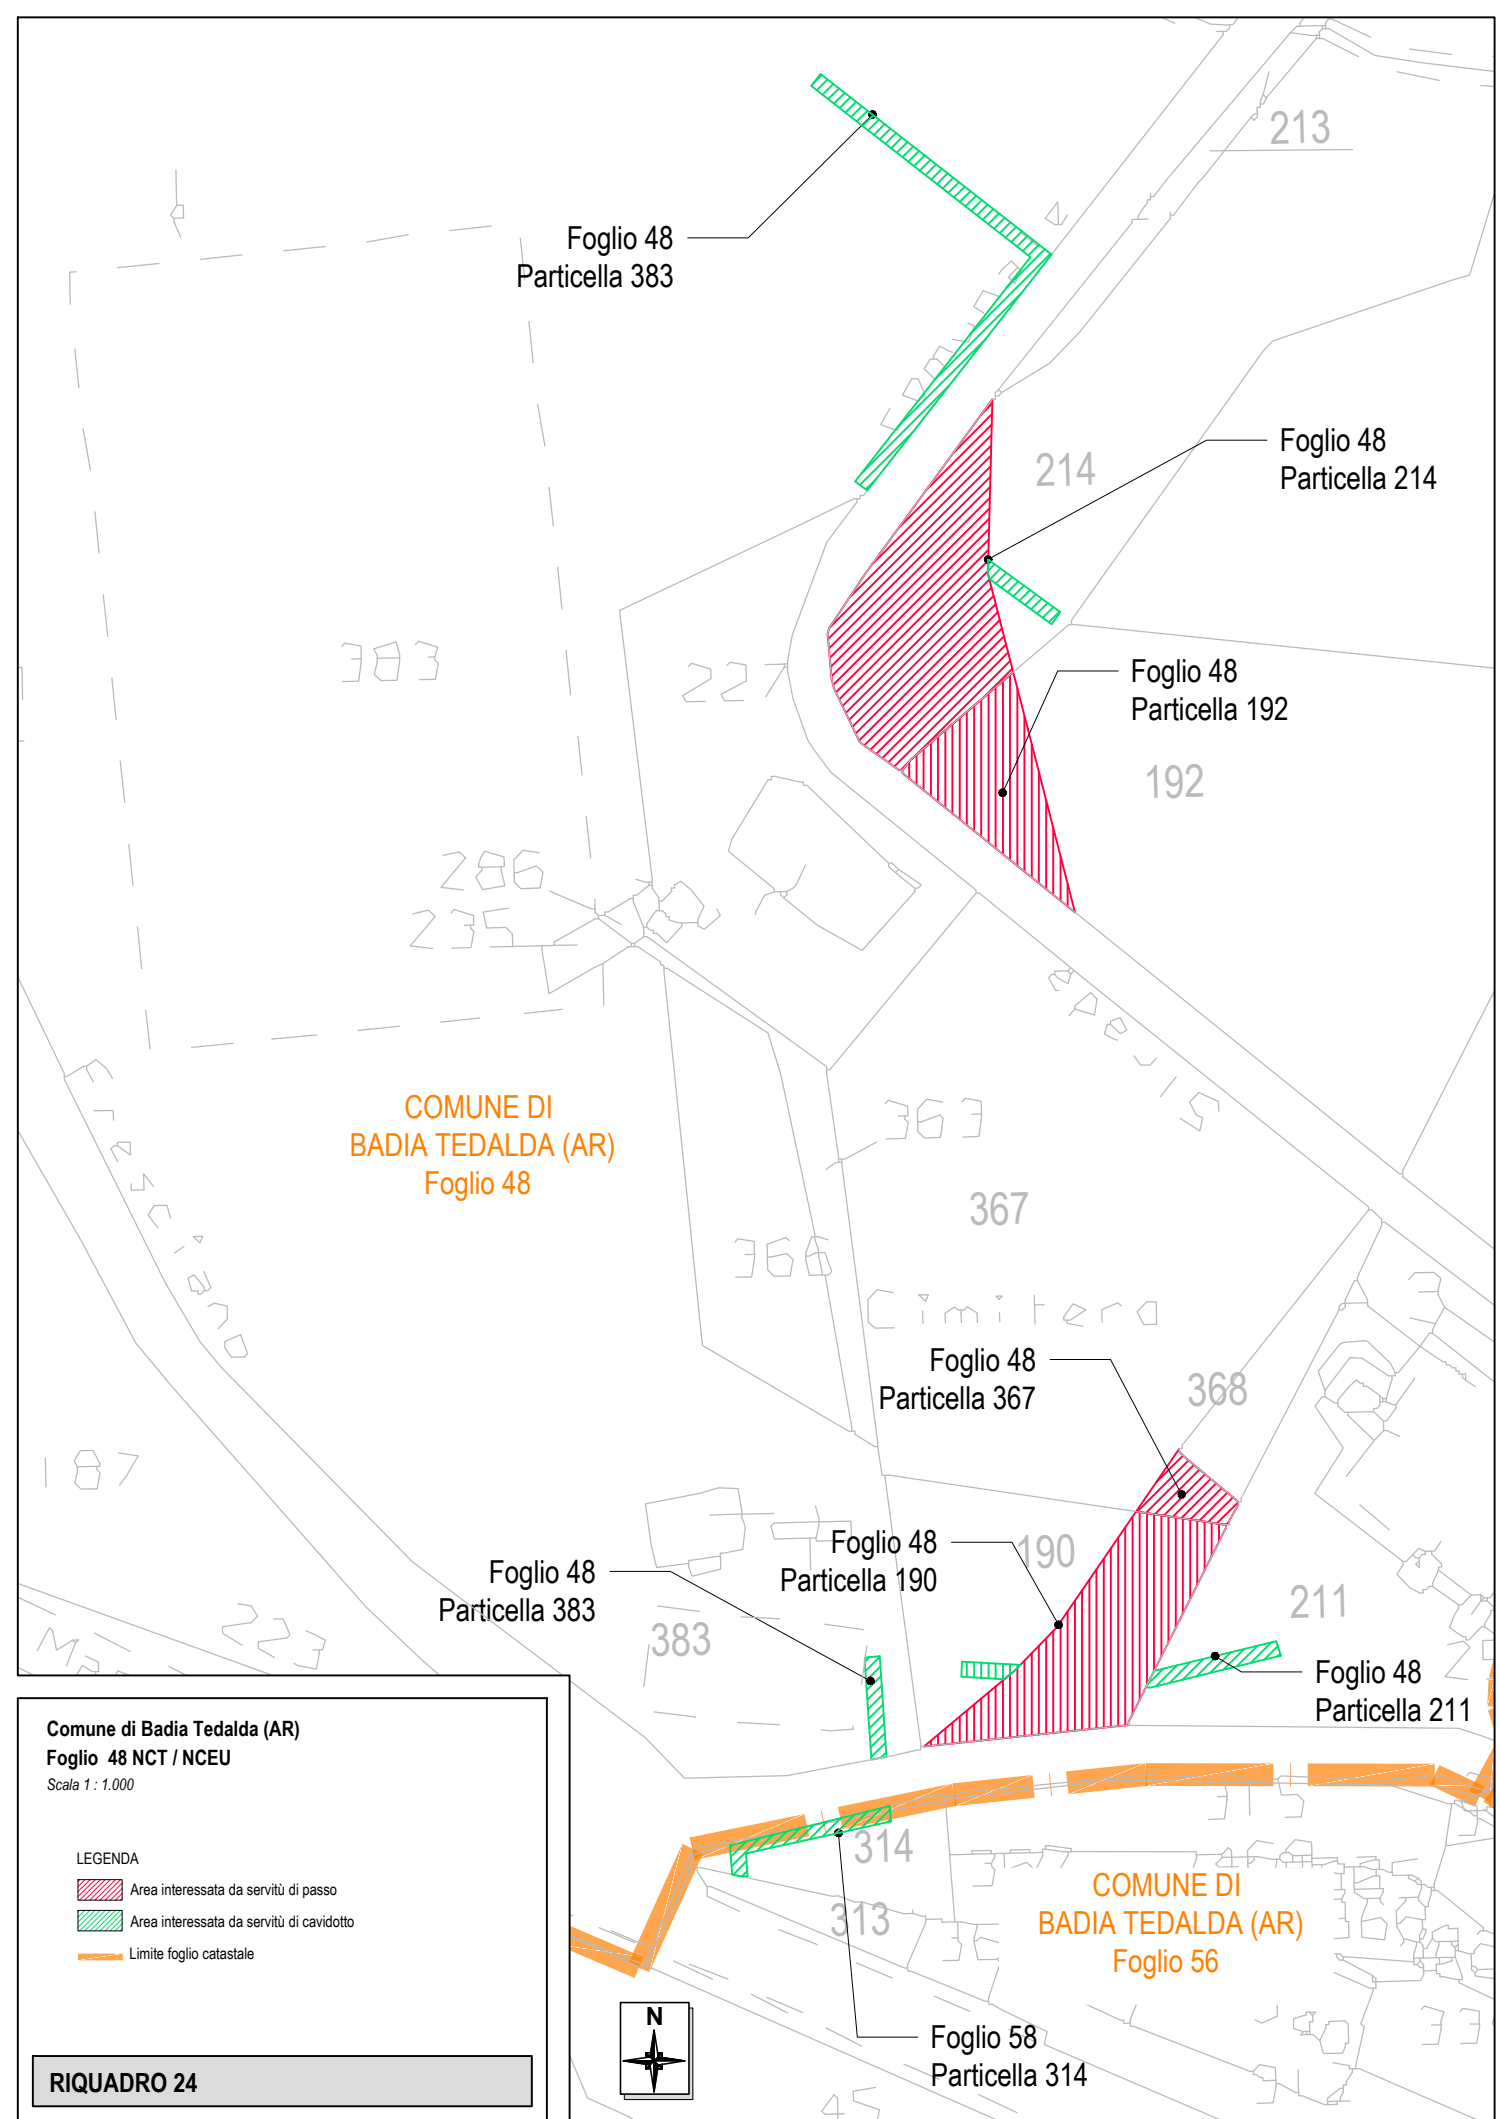 213
Foglio 48
Particella 383
214
Foglio 48
Particella 214
383
227
Foglio 48
Particella 192
192
286
235
COMUNE DI
BADIA TEDALDA (AR)
Foglio 48
Fresciano
363
367
366
Cimitero
Foglio 48
Particella 367
368
187
Foglio 48
Particella 190
190
Foglio 48
Particella 383
383
211
223
Foglio 48
Particella 211
Comune di Badia Tedalda (AR)
Foglio 48 NCT / NCEU
Scala 1 : 1.000
LEGENDA
Area interessata da servitù di passo
Area interessata da servitù di cavidotto
Limite foglio catastale
RIQUADRO 24
315
314
313
COMUNE DI
BADIA TEDALDA (AR)
Foglio 56
N
Foglio 58
Particella 314